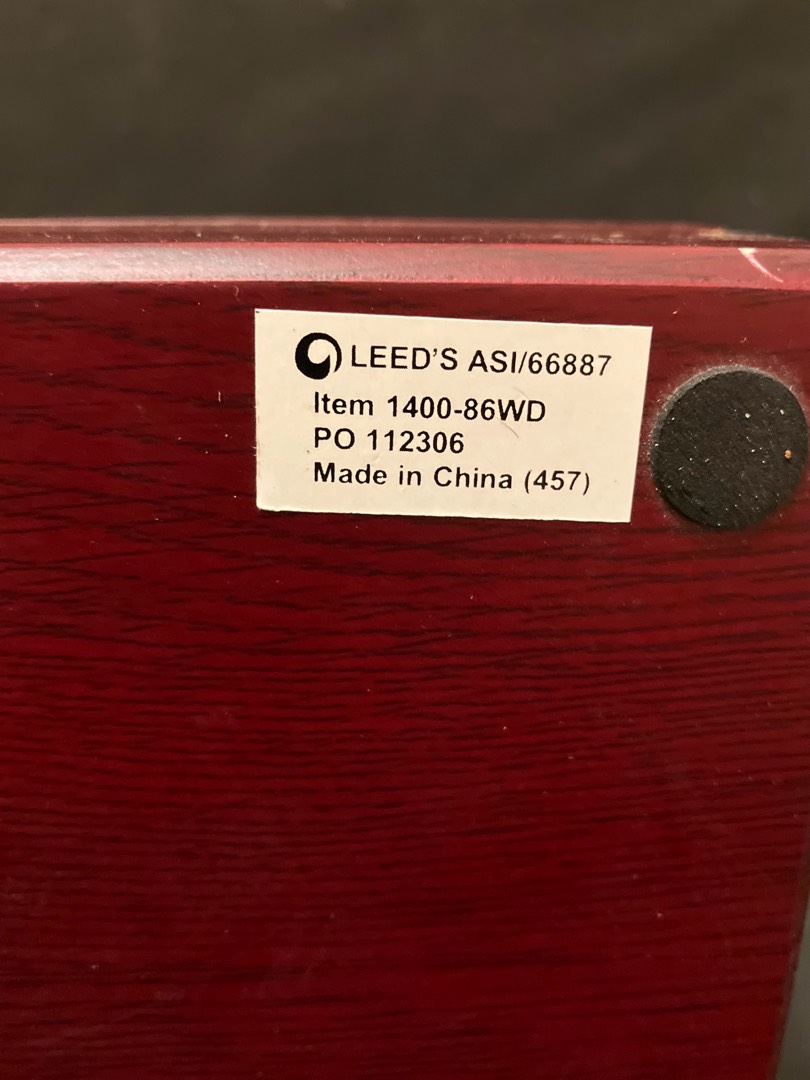 LEED'S ASI/66887
Item 1400-86WD
PO 112306
Made in China (457)